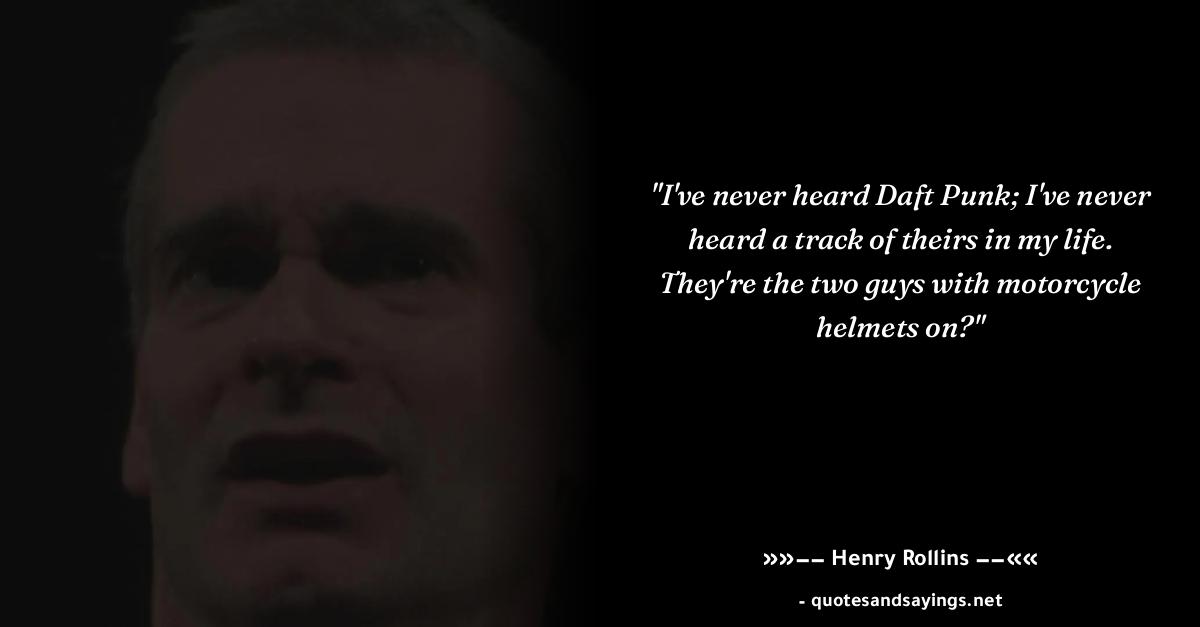 "I've never heard Daft Punk; I've never
heard a track of theirs in my life.
They're the two guys with motorcycle
helmets on?"
»»—— Henry Rollins ——««
- quotesandsayings.net